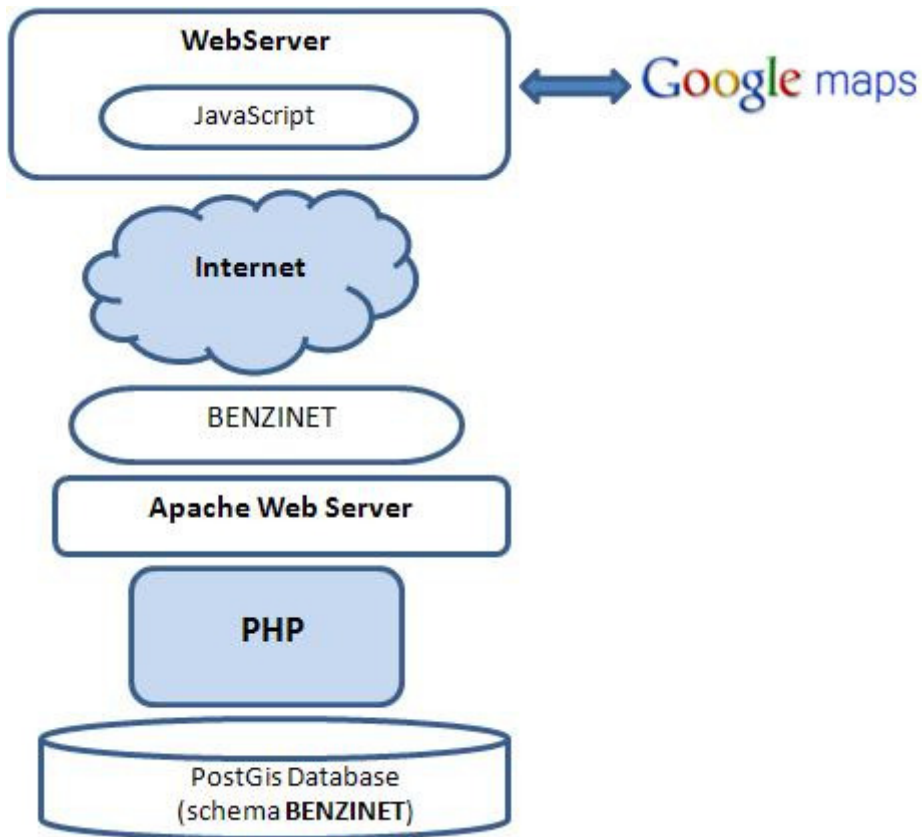 WebServer
JavaScript
Google maps
Internet
BENZINET
Apache Web Server
PHP
PostGis Database
(schema BENZINET)